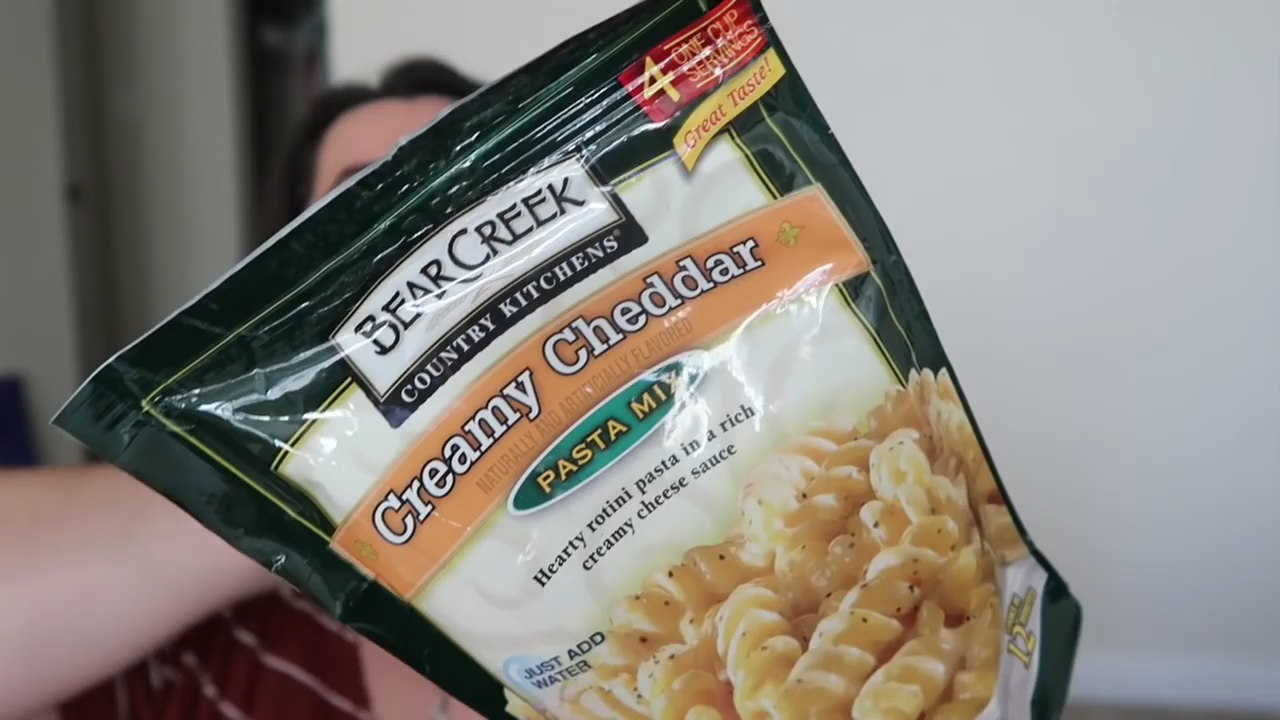 4 ONE CUP
SERVINGS
Great Taste!
BEAR CREEK
COUNTRY KITCHENS®
Creamy Cheddar
NATURALLY AND ARTIFICIALLY FLAVORED
PASTA MIX
Hearty rotini pasta in a rich
creamy cheese sauce
JUST ADD
WATER
12